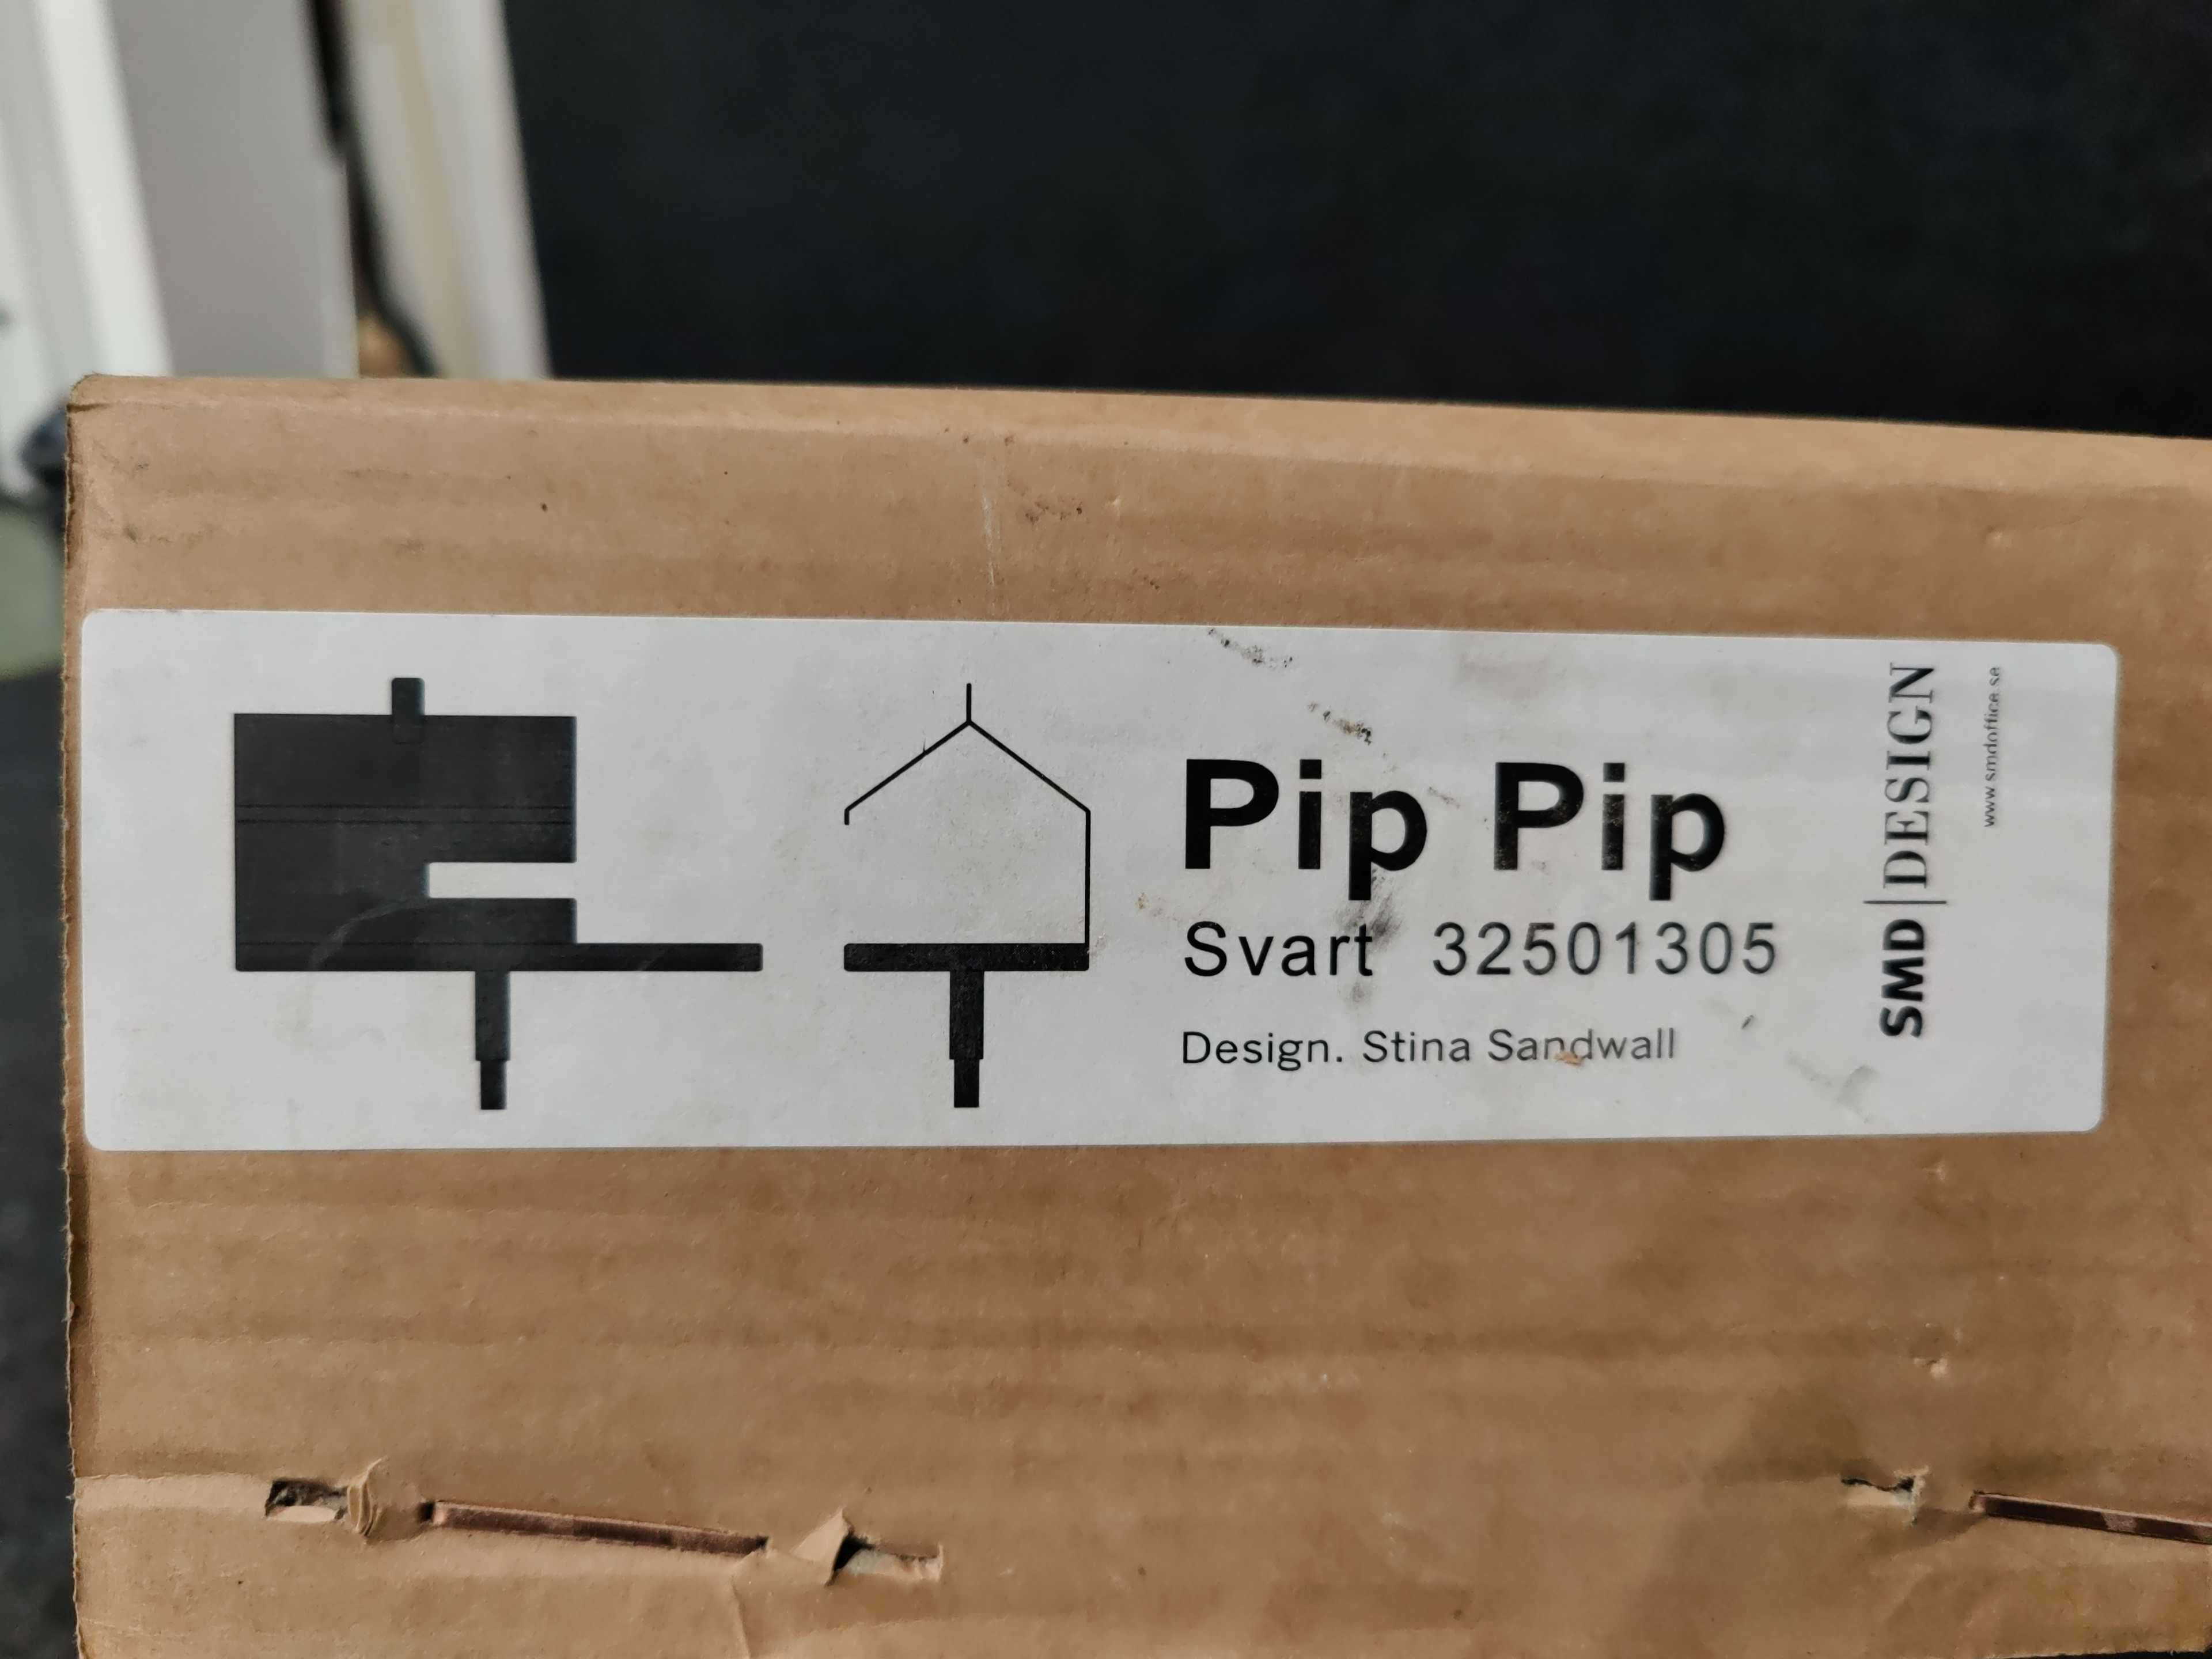 Pip Pip
Svart 32501305
Design. Stina Sandwall
SMD|DESIGN
www.smdoffice.se